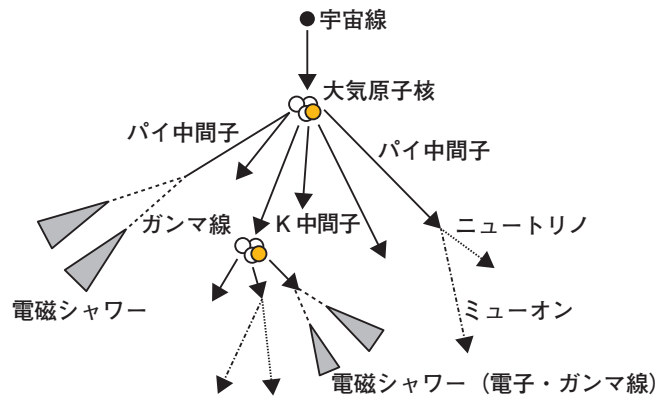 宇宙線
大気原子核
パイ中間子
パイ中間子
ガンマ線
K中間子
ニュートリノ
電磁シャワー
ミューオン
電磁シャワー（電子・ガンマ線）